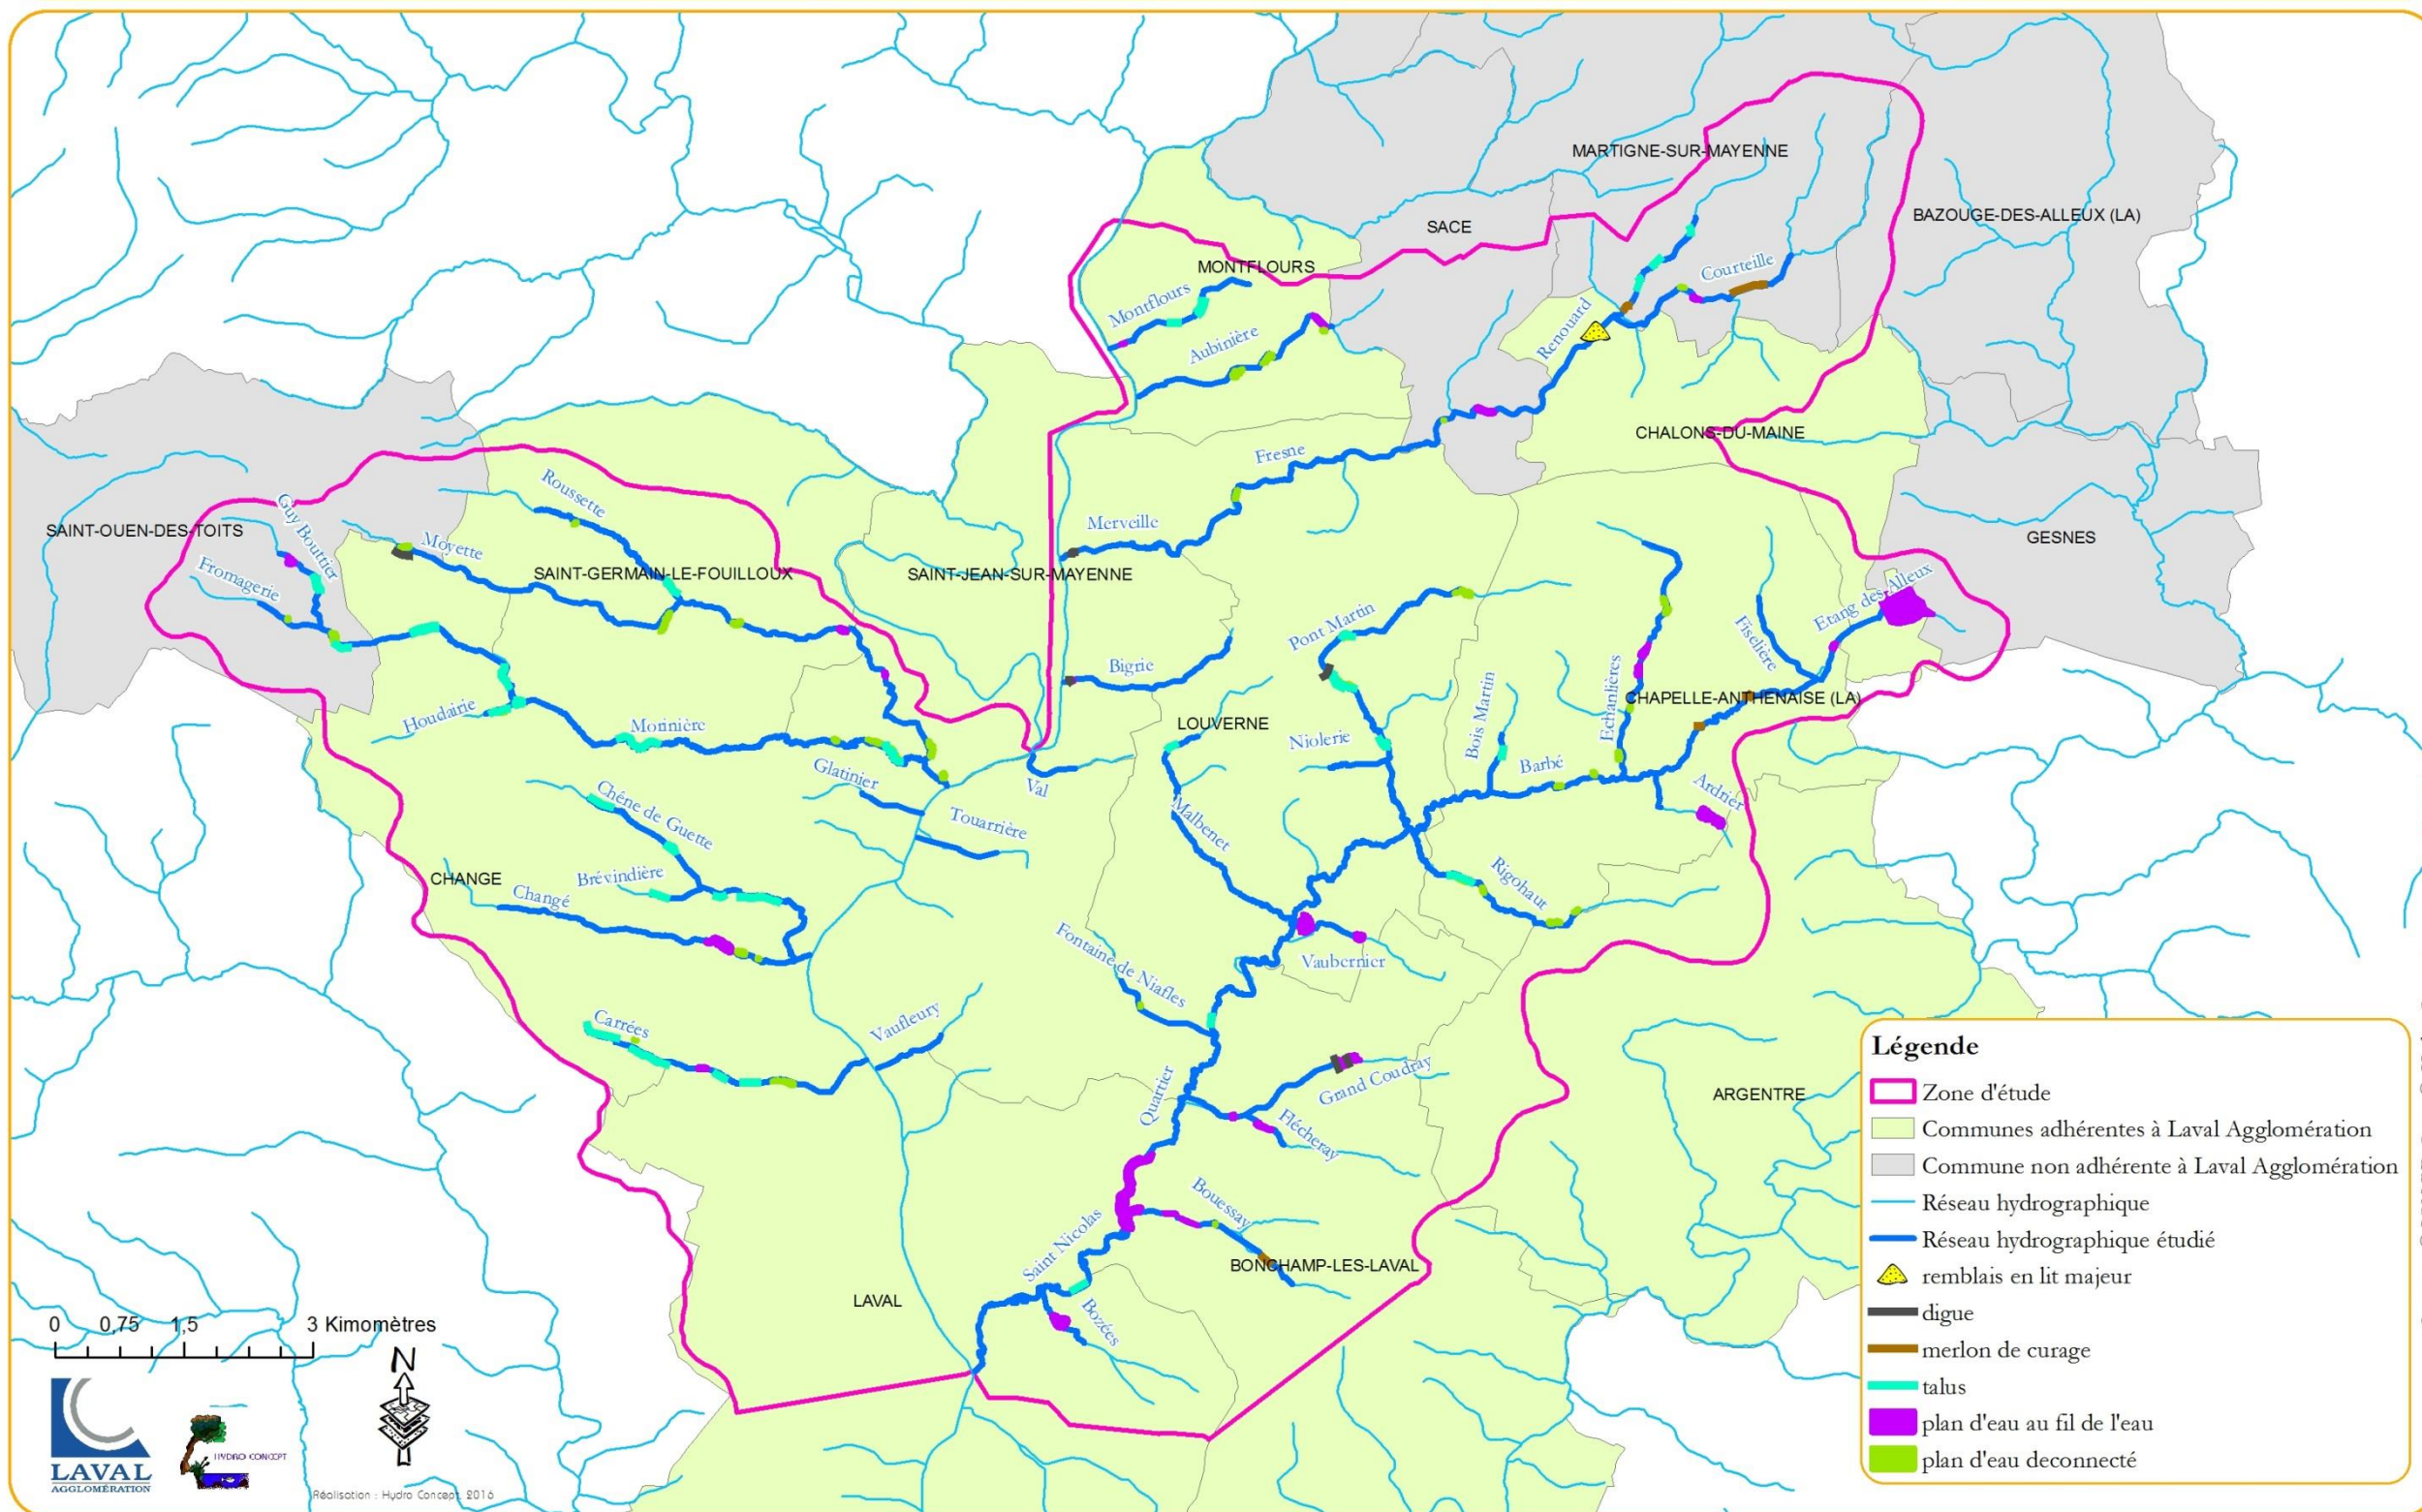 MARTIGNE-SUR-MAYENNE
BAZOUGE-DES-ALLEUX (LA)
SACE
MONTFLOURS
Montflours
Courteille
Aubinière
Renouard
CHALONS-DU-MAINE
Fresne
Roussette
Guy Bouttier
SAINT-OUEN-DES-TOITS
Merveille
GESNES
Moyette
SAINT-GERMAIN-LE-FOUILLOUX
SAINT-JEAN-SUR-MAYENNE
Fromagerie
Etang des Alleux
Pont Martin
Fiselière
Bigrie
Echanlières
CHAPELLE-ANTHENAISE (LA)
Houdairie
Morinière
LOUVERNE
Niolerie
Bois Martin
Barbé
Glatinier
Val
Ardrier
Chêne de Guette
Touarrière
Malbenet
CHANGE
Brévindière
Changé
Rigohaut
Fontaine de Niafles
Vaubernier
Carrées
Vaufleury
Quartier
Grand Coudray
Flécheray
ARGENTRE
Bouessay
Saint Nicolas
BONCHAMP-LES-LAVAL
LAVAL
Bozées
0 0,75 1,5 3 Kimomètres
N
LAVAL
AGGLOMÉRATION
HYDRO CONCEPT
Réalisation : Hydro Concept, 2016
Légende
Zone d'étude
Communes adhérentes à Laval Agglomération
Commune non adhérente à Laval Agglomération
Réseau hydrographique
Réseau hydrographique étudié
remblais en lit majeur
digue
merlon de curage
talus
plan d'eau au fil de l'eau
plan d'eau deconnecté